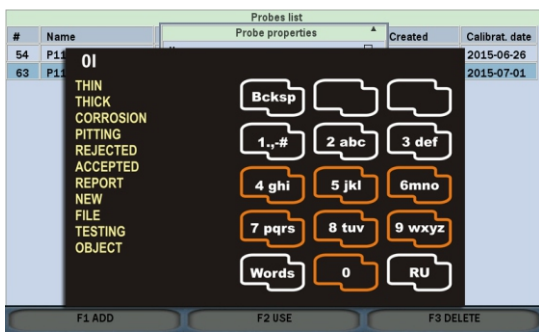 Probes list
# Name Created Calibrat. date
Probe properties
54 P11 2015-06-26
63 P11 2015-07-01
0I
THIN
THICK
CORROSION
PITTING
REJECTED
ACCEPTED
REPORT
NEW
FILE
TESTING
OBJECT
Bcksp
1.,-# 2 abc 3 def
4 ghi 5 jkl 6mno
7 pqrs 8 tuv 9 wxyz
Words 0 RU
F1 ADD F2 USE F3 DELETE